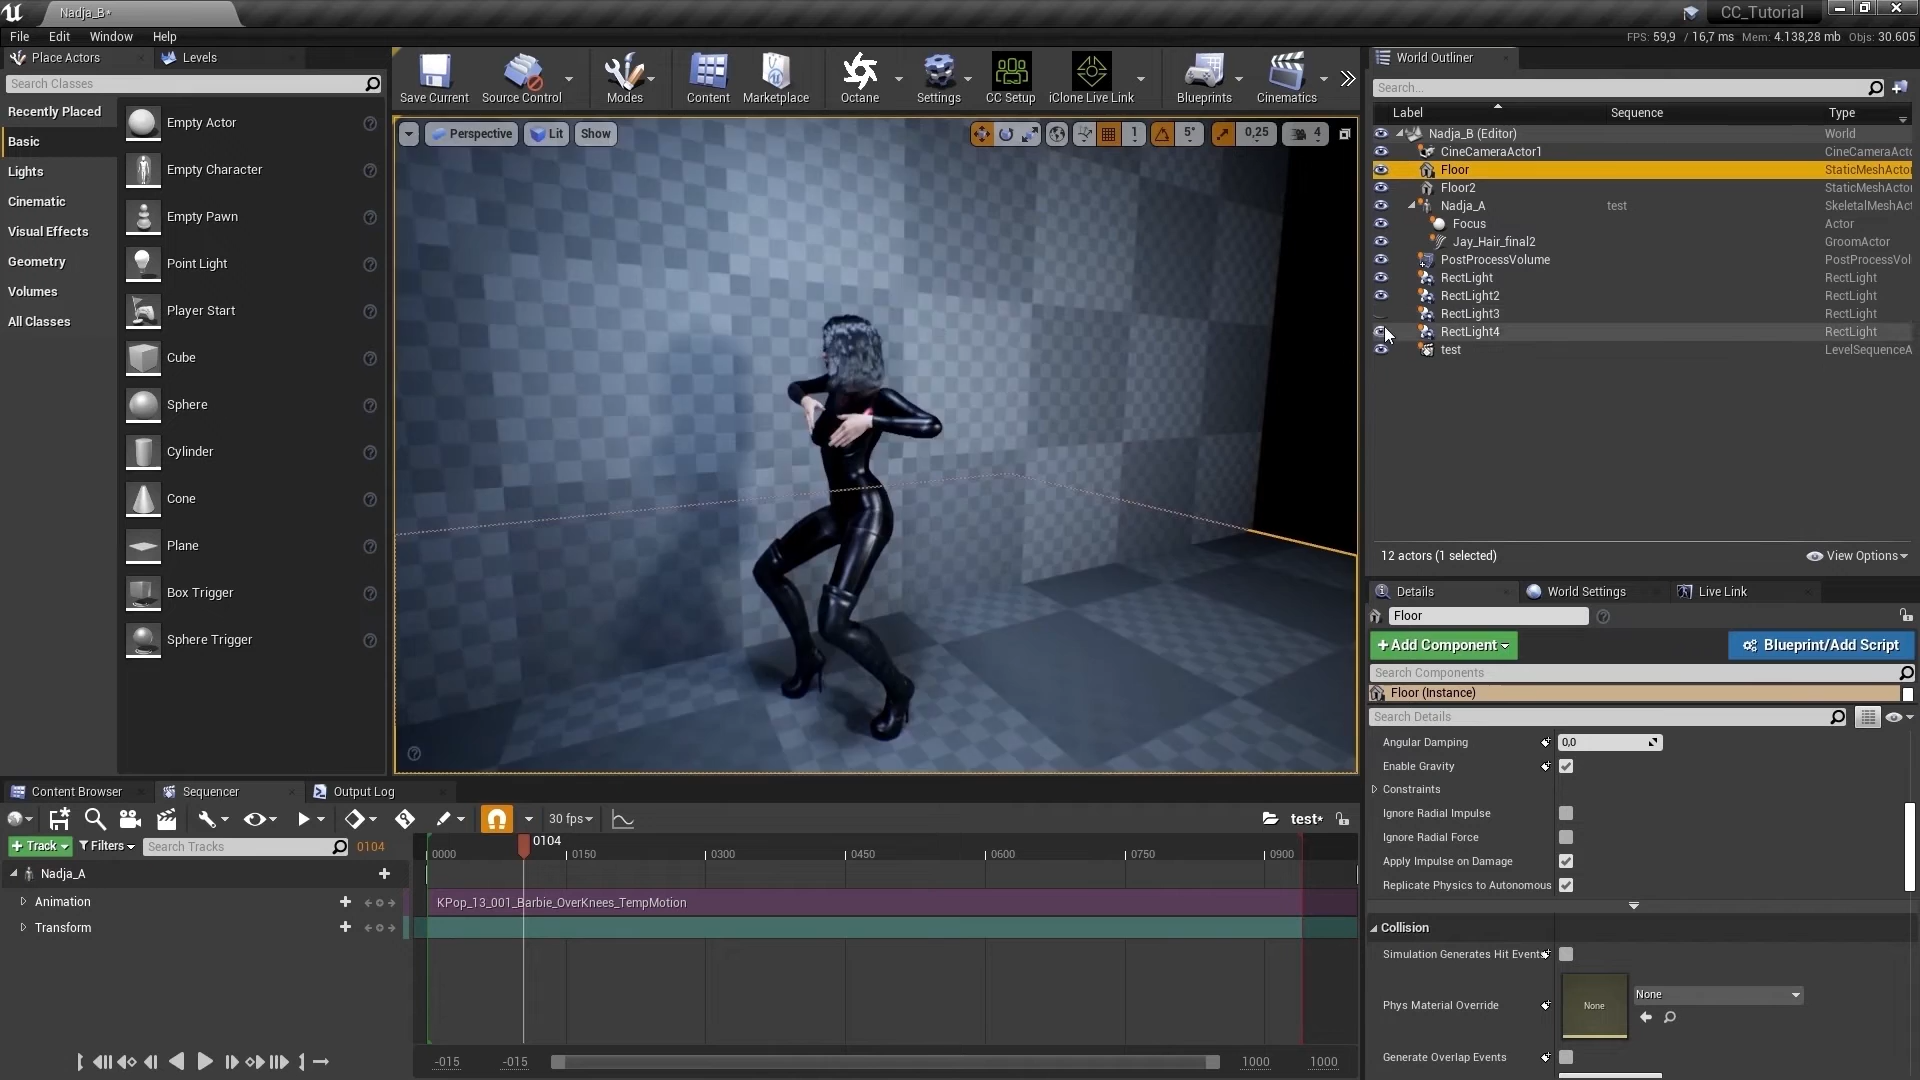 Nadja_B*
CC_Tutorial
File Edit Window Help
FPS: 59,9 / 16,7 ms Mem: 4.138,28 mb Objs: 30.605
Place Actors
Levels
Search Classes
Recently Placed
Basic
Lights
Cinematic
Visual Effects
Geometry
Volumes
All Classes
Empty Actor
Empty Character
Empty Pawn
Point Light
Player Start
Cube
Sphere
Cylinder
Cone
Plane
Box Trigger
Sphere Trigger
Save Current
Source Control
Modes
Content
Marketplace
Octane
Settings
CC Setup
iClone Live Link
Blueprints
Cinematics
Perspective
Lit
Show
1
5°
0,25
4
World Outliner
Search...
Label Sequence Type
Nadja_B (Editor) World
CineCameraActor1 CineCameraActo
Floor StaticMeshActor
Floor2 StaticMeshActor
Nadja_A test SkeletalMeshAct
Focus Actor
Jay_Hair_final2 GroomActor
PostProcessVolume PostProcessVol
RectLight RectLight
RectLight2 RectLight
RectLight3 RectLight
RectLight4 RectLight
test LevelSequenceA
12 actors (1 selected)
View Options
Details
World Settings
Live Link
Floor
+Add Component
Blueprint/Add Script
Search Components
Floor (Instance)
Search Details
Angular Damping 0,0
Enable Gravity
Constraints
Ignore Radial Impulse
Ignore Radial Force
Apply Impulse on Damage
Replicate Physics to Autonomous
Collision
Simulation Generates Hit Events
Phys Material Override None None
Generate Overlap Events
Content Browser
Sequencer
Output Log
30 fps
test*
+ Track
Filters
Search Tracks
0104
0104
0000 0150 0300 0450 0600 0750 0900
Nadja_A
Animation
Transform
KPop_13_001_Barbie_OverKnees_TempMotion
-015 -015 1000 1000